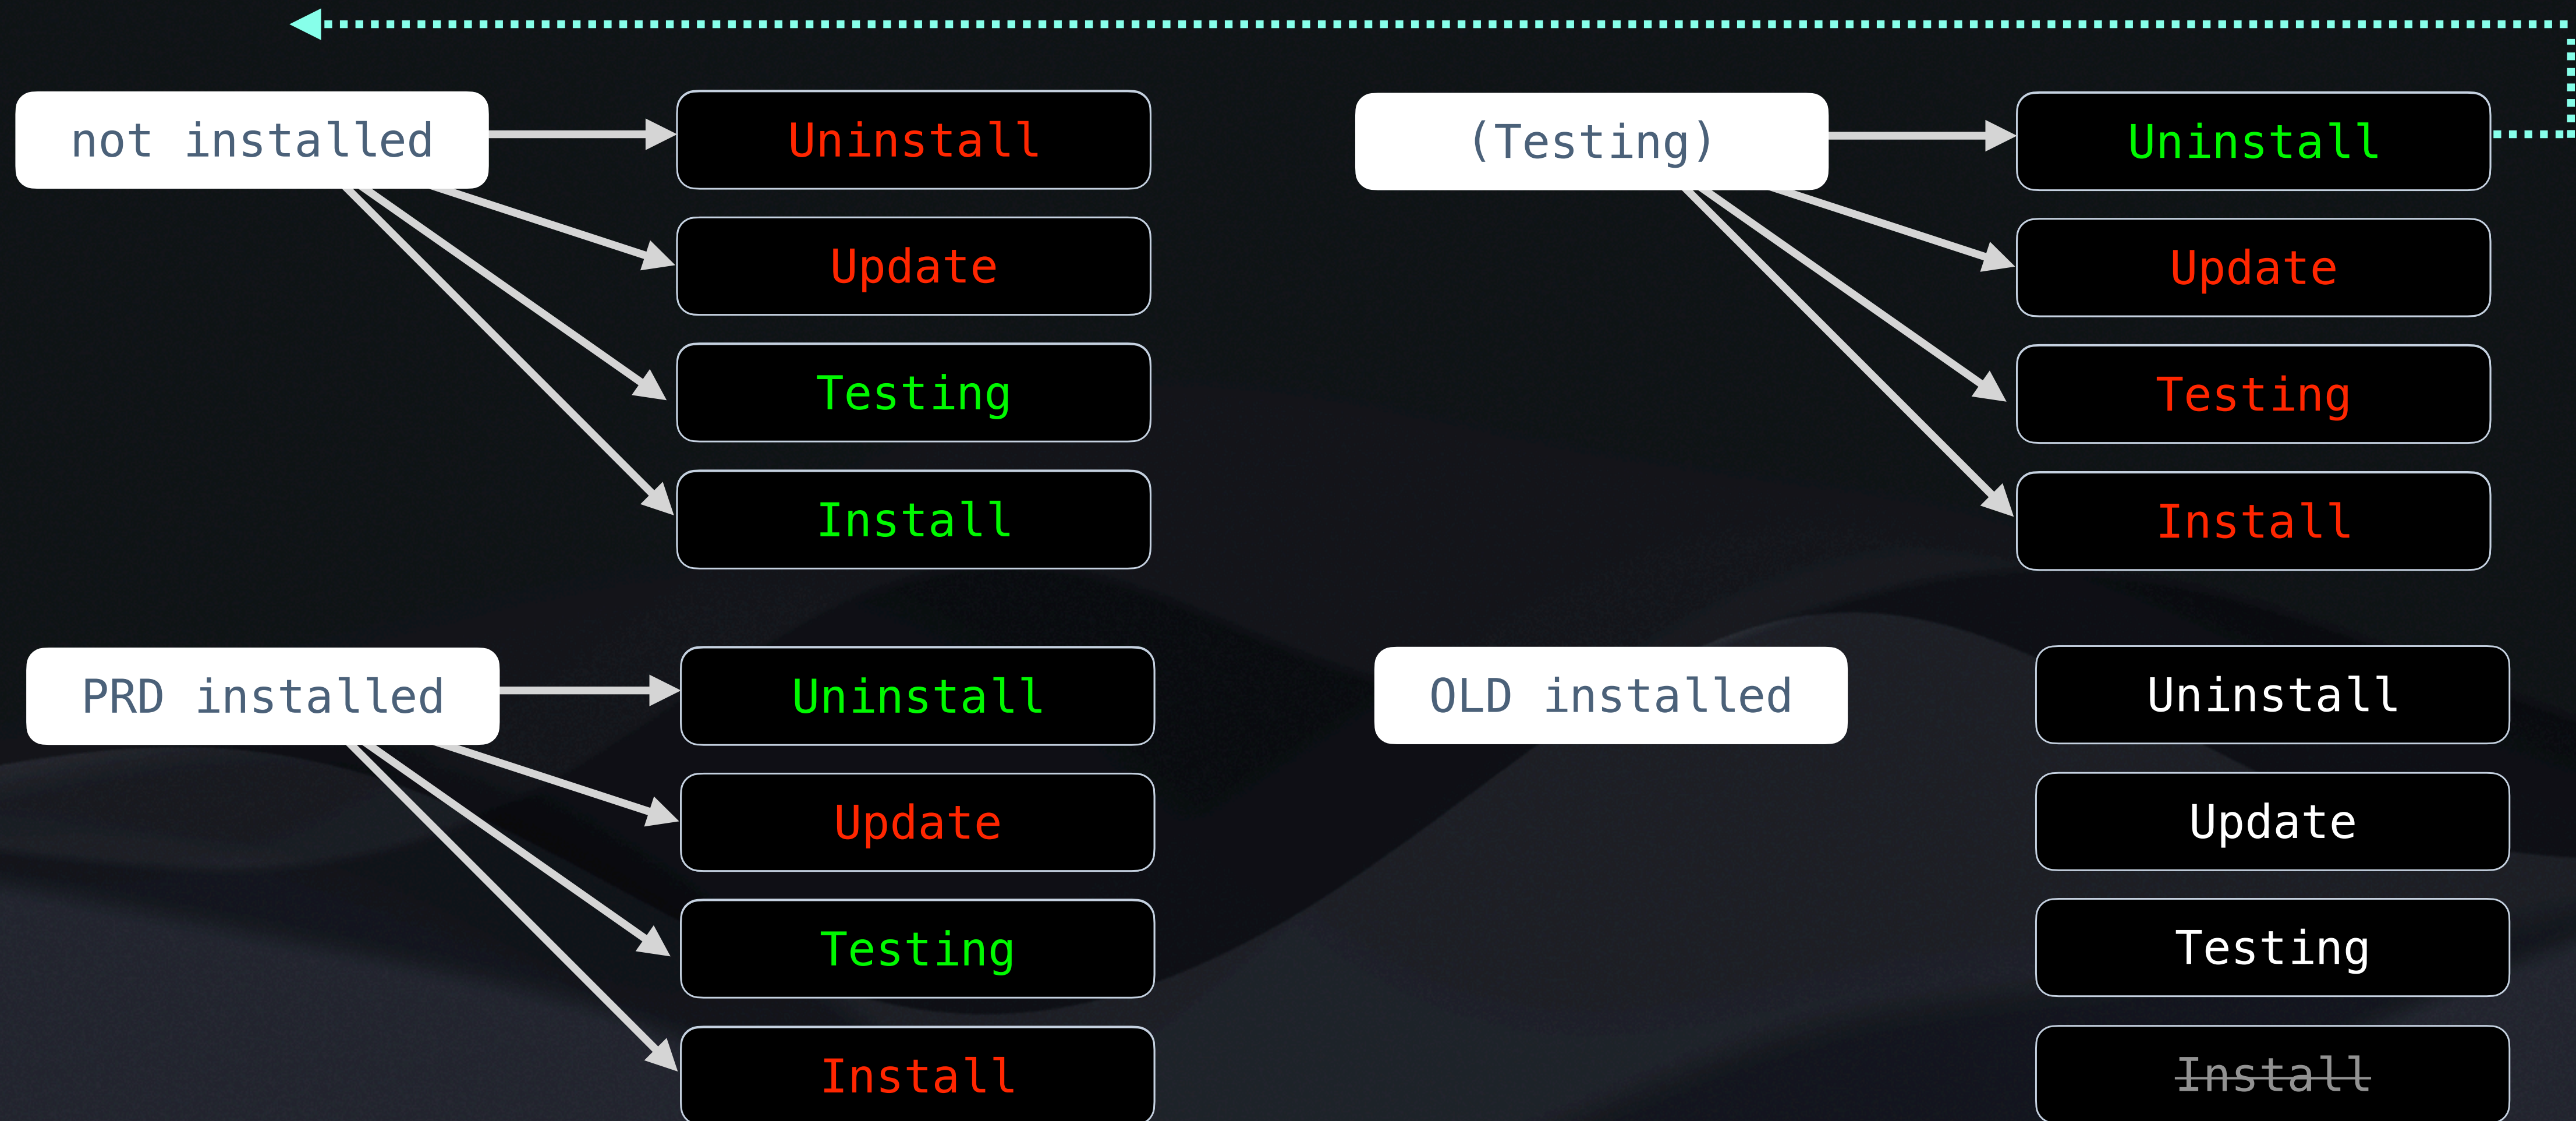 not installed
Uninstall
Update
Testing
Install
(Testing)
Uninstall
Update
Testing
Install
PRD installed
Uninstall
Update
Testing
Install
OLD installed
Uninstall
Update
Testing
Install